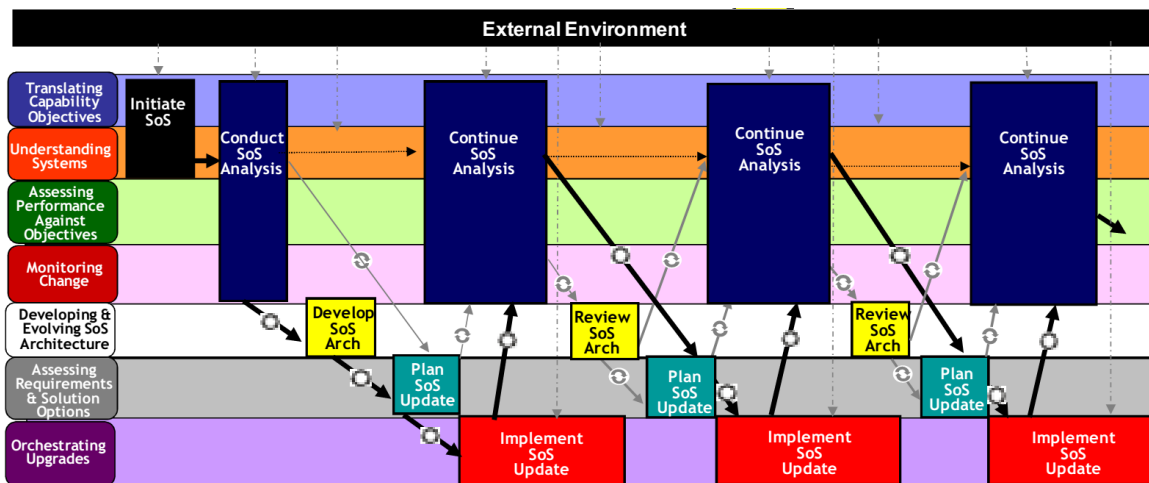 External Environment
Translating
Capability
Objectives
Understanding
Systems
Assessing
Performance
Against
Objectives
Monitoring
Change
Developing &
Evolving SoS
Architecture
Assessing
Requirements
& Solution
Options
Orchestrating
Upgrades
Initiate
SoS
Conduct
SoS
Analysis
Develop
SoS
Arch
Plan
SoS
Update
Continue
SoS
Analysis
Implement
SoS
Update
Review
SoS
Arch
Plan
SoS
Update
Continue
SoS
Analysis
Implement
SoS
Update
Review
SoS
Arch
Plan
SoS
Update
Continue
SoS
Analysis
Implement
SoS
Update